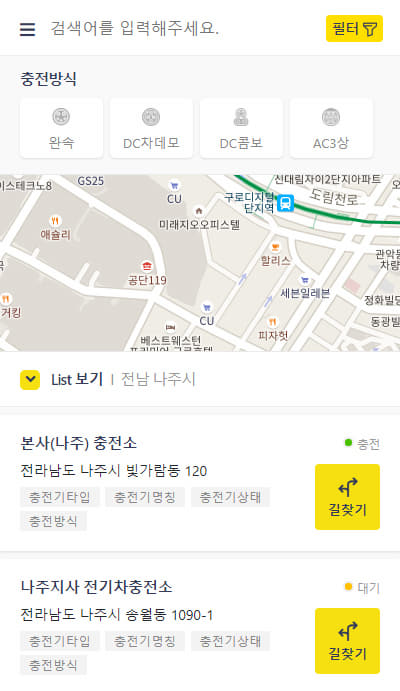 검색어를 입력해주세요.
필터
충전방식
완속
DC차데모
DC콤보
AC3상
이스테크노8
GS25
CU
신대림자이2단지아파트
구로디지털
단지역
도림천로
애슐리
미래지오오피스텔
공단119
할리스
관악동
차량
세븐일레븐
정화빌딩
거킹
CU
피자헛
동광빌
베스트웨스턴
List 보기 | 전남 나주시
본사(나주) 충전소
충전
전라남도 나주시 빛가람동 120
충전기타입 충전기명칭 충전기상태
충전방식
길찾기
나주지사 전기차충전소
대기
전라남도 나주시 송월동 1090-1
충전기타입 충전기명칭 충전기상태
충전방식
길찾기